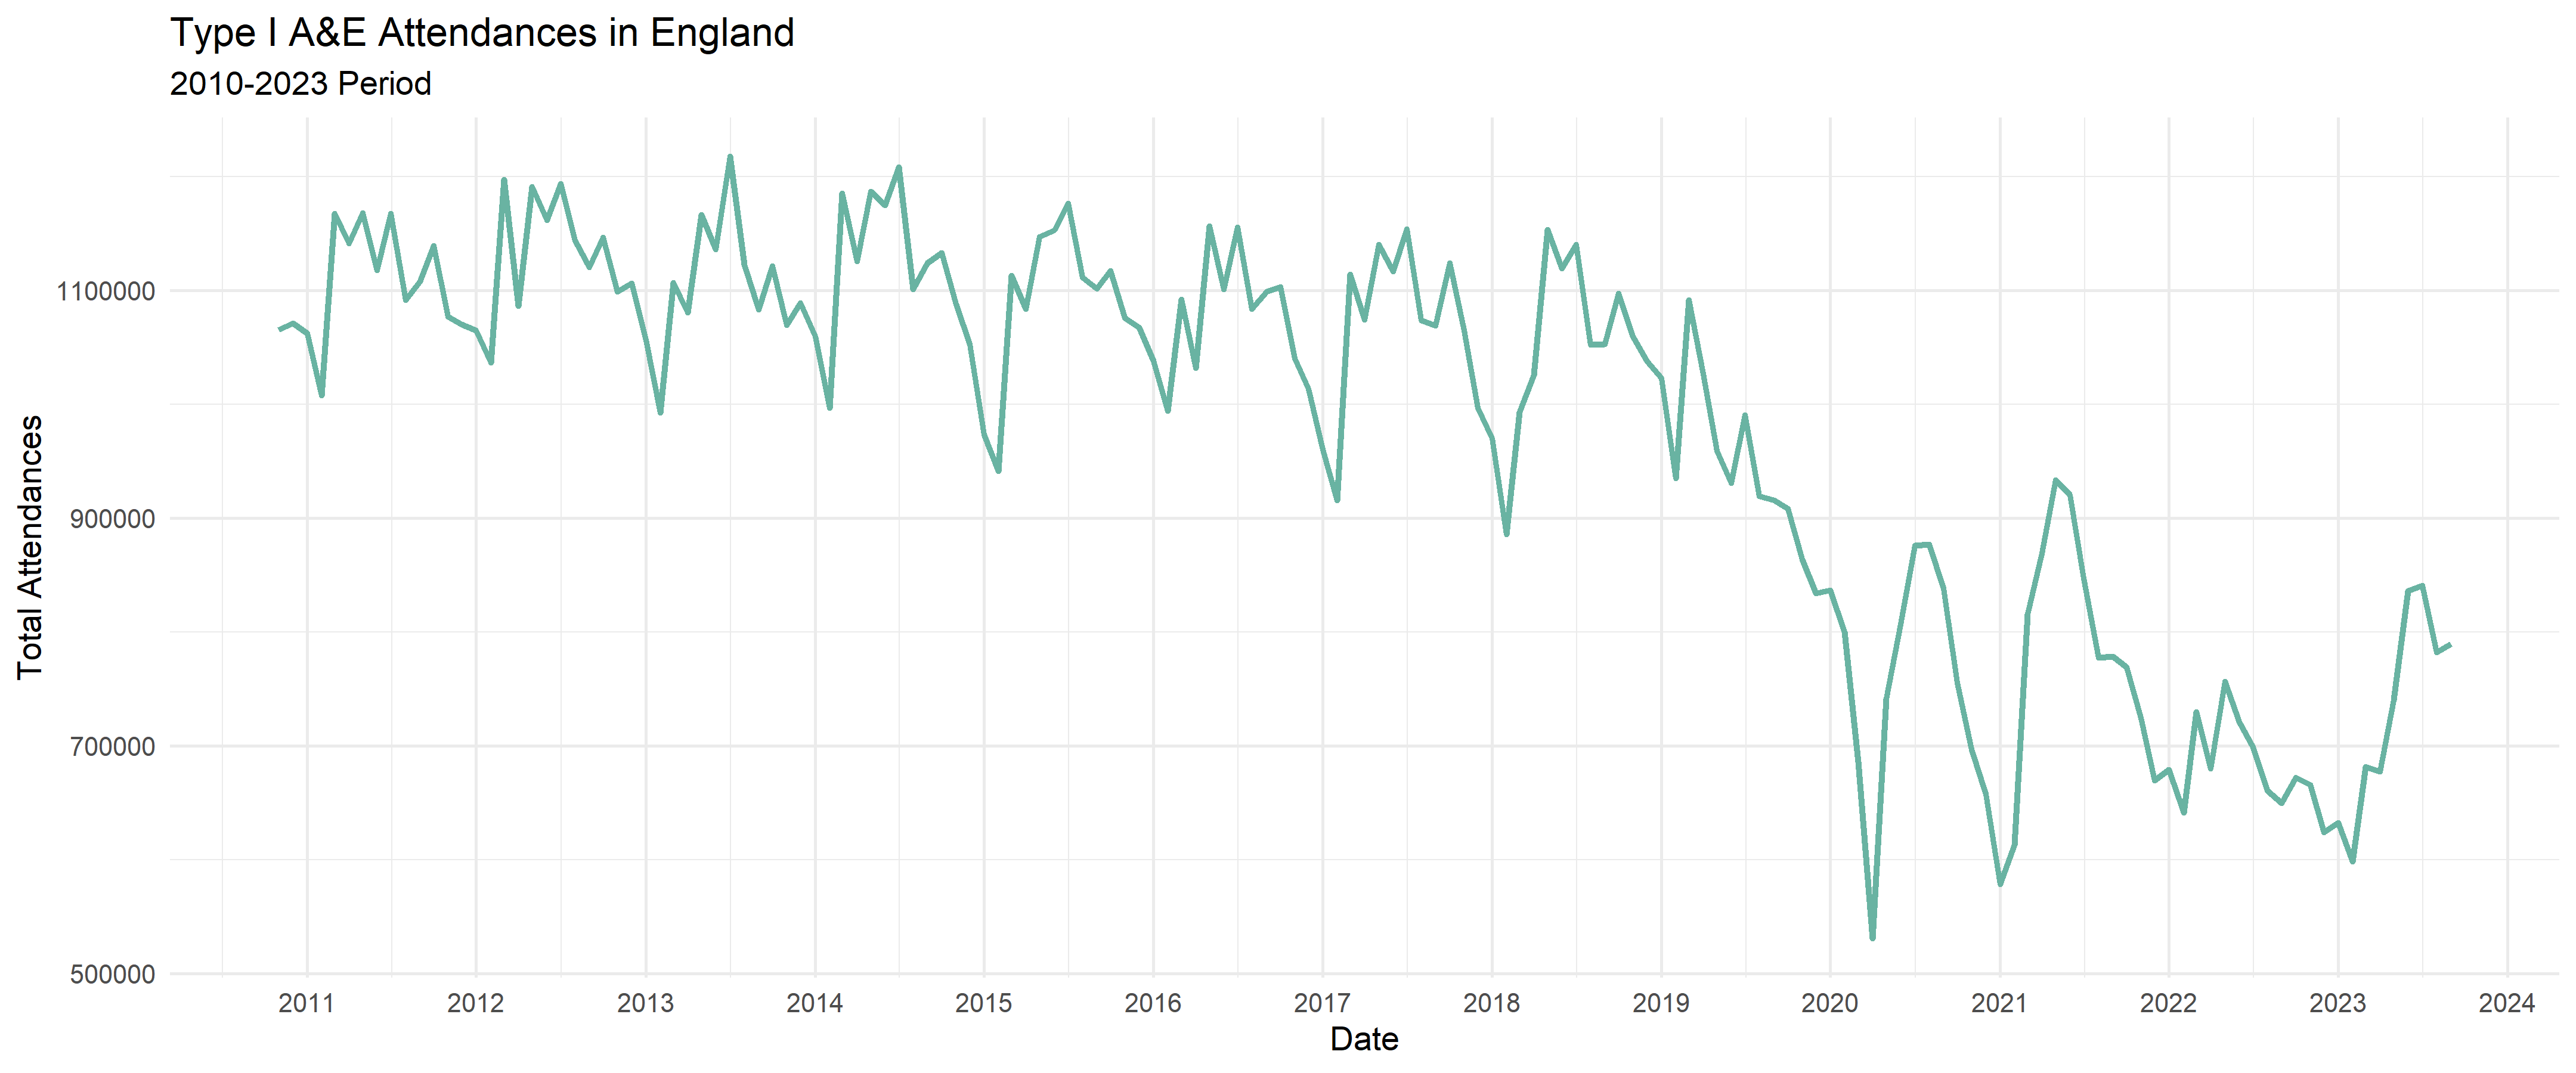 Type I A&E Attendances in England
2010-2023 Period
Total Attendances
1100000
900000
700000
500000
2011 2012 2013 2014 2015 2016 2017 2018 2019 2020 2021 2022 2023 2024
Date